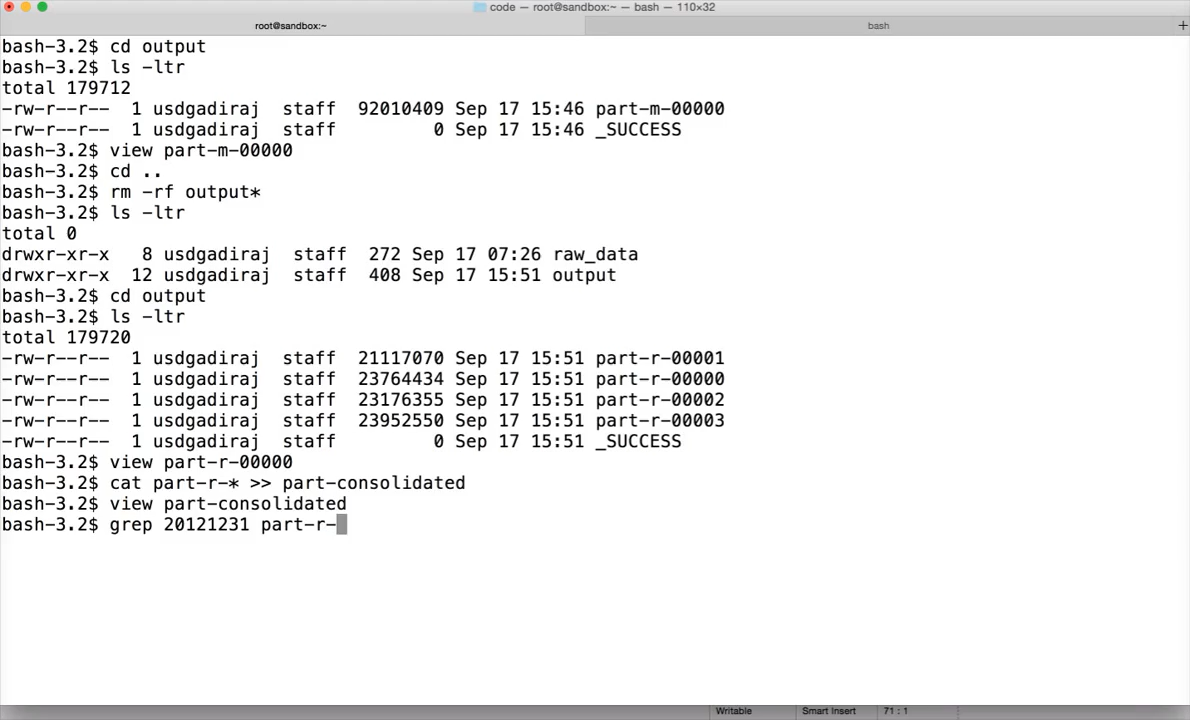 code — root@sandbox:~ — bash — 110×32
root@sandbox:~ bash +
bash-3.2$ cd output
bash-3.2$ ls -ltr
total 179712
-rw-r--r-- 1 usdgadiraj staff 92010409 Sep 17 15:46 part-m-00000
-rw-r--r-- 1 usdgadiraj staff 0 Sep 17 15:46 _SUCCESS
bash-3.2$ view part-m-00000
bash-3.2$ cd ..
bash-3.2$ rm -rf output*
bash-3.2$ ls -ltr
total 0
drwxr-xr-x 8 usdgadiraj staff 272 Sep 17 07:26 raw_data
drwxr-xr-x 12 usdgadiraj staff 408 Sep 17 15:51 output
bash-3.2$ cd output
bash-3.2$ ls -ltr
total 179720
-rw-r--r-- 1 usdgadiraj staff 21117070 Sep 17 15:51 part-r-00001
-rw-r--r-- 1 usdgadiraj staff 23764434 Sep 17 15:51 part-r-00000
-rw-r--r-- 1 usdgadiraj staff 23176355 Sep 17 15:51 part-r-00002
-rw-r--r-- 1 usdgadiraj staff 23952550 Sep 17 15:51 part-r-00003
-rw-r--r-- 1 usdgadiraj staff 0 Sep 17 15:51 _SUCCESS
bash-3.2$ view part-r-00000
bash-3.2$ cat part-r-* >> part-consolidated
bash-3.2$ view part-consolidated
bash-3.2$ grep 20121231 part-r-
Writable Smart Insert 71 : 1